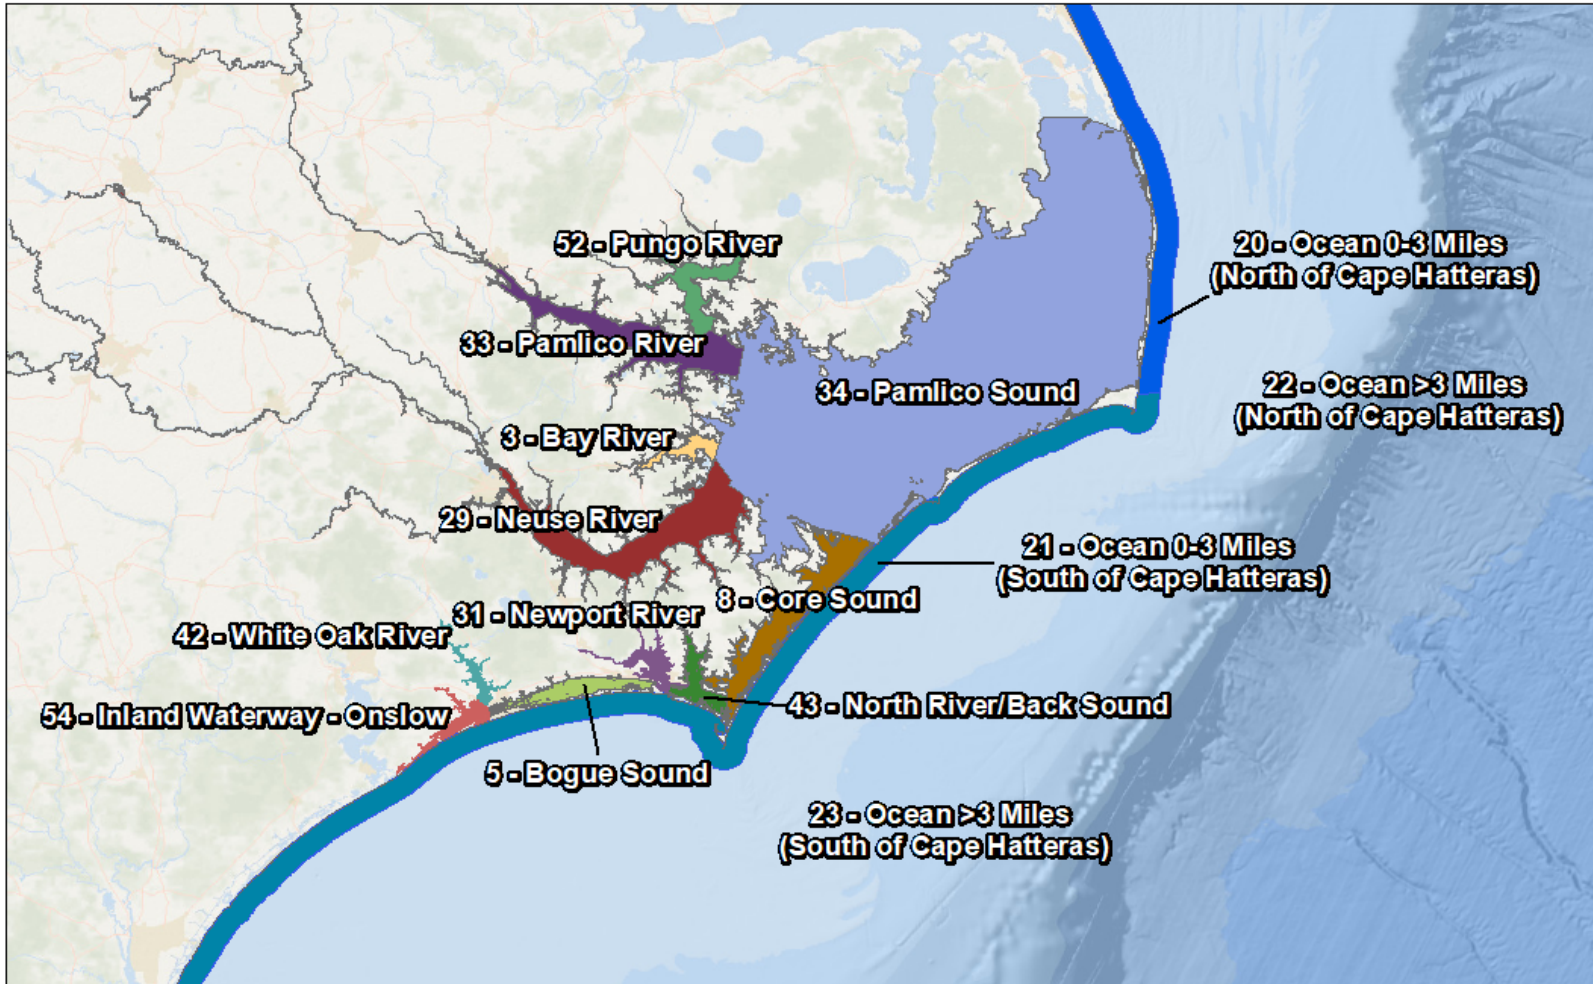 52 - Pungo River
20 - Ocean 0-3 Miles
(North of Cape Hatteras)
33 - Pamlico River
34 - Pamlico Sound
22 - Ocean >3 Miles
(North of Cape Hatteras)
3 - Bay River
29 - Neuse River
21 - Ocean 0-3 Miles
(South of Cape Hatteras)
8 - Core Sound
31 - Newport River
42 - White Oak River
43 - North River/Back Sound
54 - Inland Waterway - Onslow
5 - Bogue Sound
23 - Ocean >3 Miles
(South of Cape Hatteras)